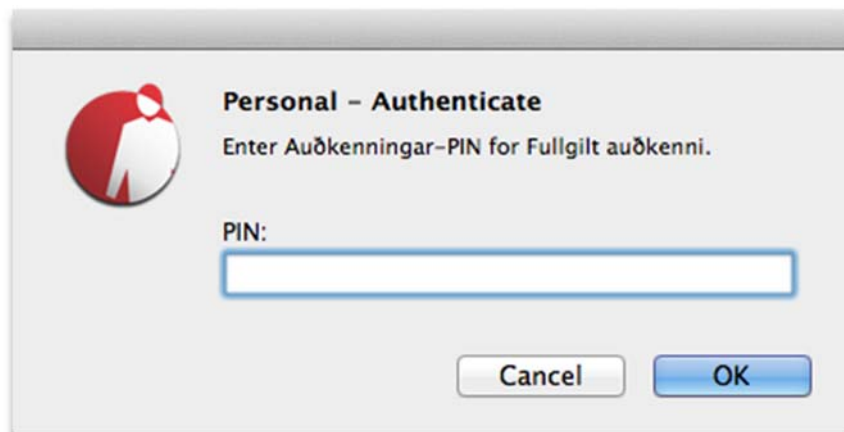 Personal – Authenticate
Enter Auðkenningar-PIN for Fullgilt auðkenni.
PIN:
Cancel
OK